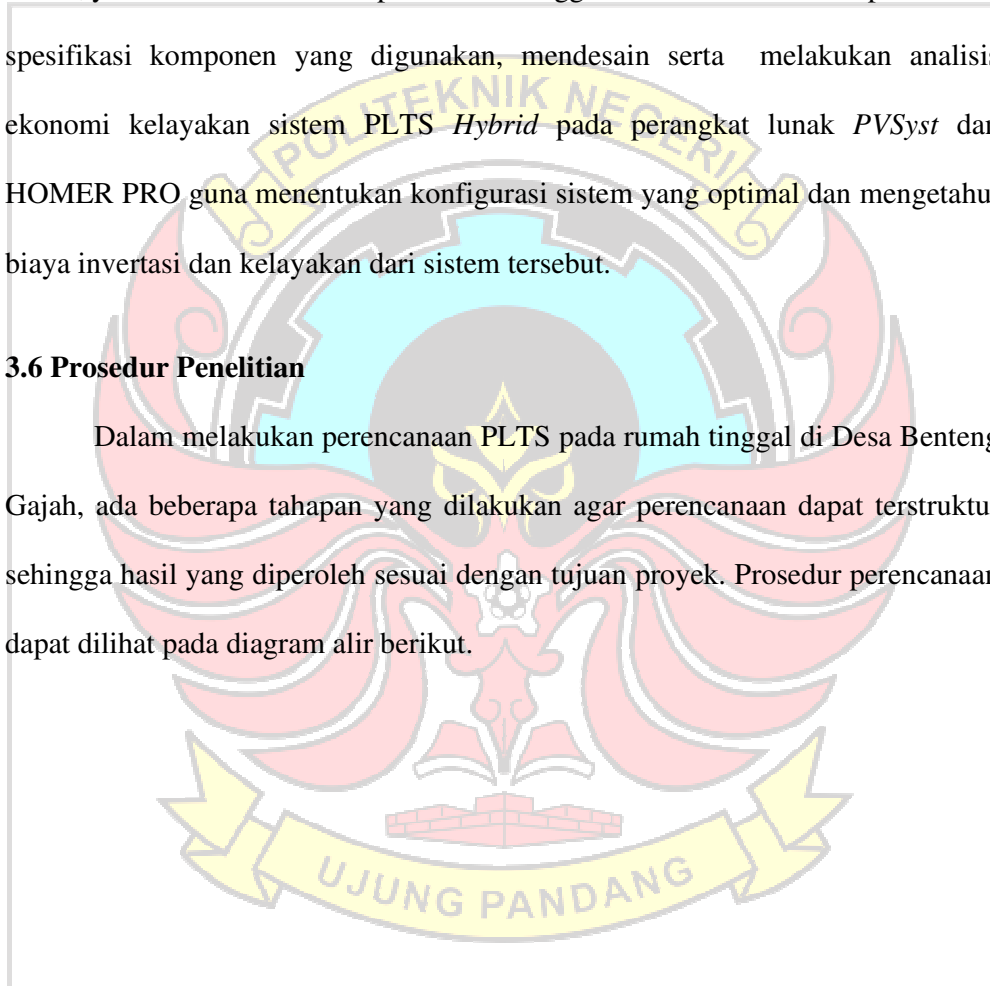 spesifikasi komponen yang digunakan, mendesain serta melakukan analisis
ekonomi kelayakan sistem PLTS Hybrid pada perangkat lunak PVSyst dan
HOMER PRO guna menentukan konfigurasi sistem yang optimal dan mengetahui
biaya invertasi dan kelayakan dari sistem tersebut.
3.6 Prosedur Penelitian
Dalam melakukan perencanaan PLTS pada rumah tinggal di Desa Benteng
Gajah, ada beberapa tahapan yang dilakukan agar perencanaan dapat terstruktur
sehingga hasil yang diperoleh sesuai dengan tujuan proyek. Prosedur perencanaan
dapat dilihat pada diagram alir berikut.
POLITEKNIK NEGERI
UJUNG PANDANG